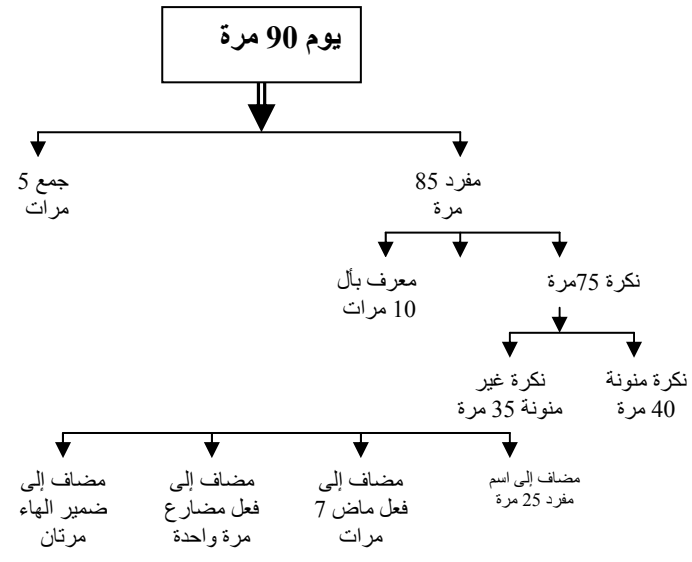 يوم 90 مرة
مفرد 85
مرة
جمع 5
مرات
نكرة 75مرة
معرف بأل
10 مرات
نكرة منونة
40 مرة
نكرة غير
منونة 35 مرة
مضاف إلى اسم
مفرد 25 مرة
مضاف إلى
فعل ماض 7
مرات
مضاف إلى
فعل مضارع
مرة واحدة
مضاف إلى
ضمير الهاء
مرتان